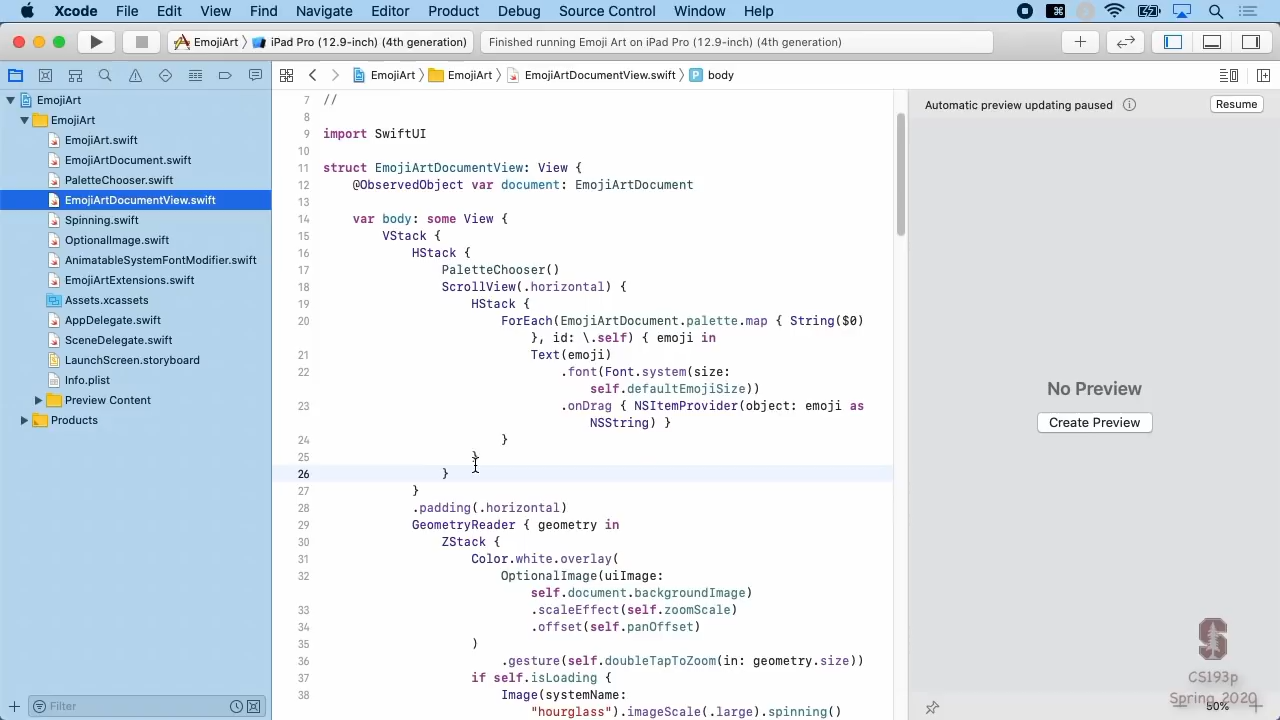 Xcode File Edit View Find Navigate Editor Product Debug Source Control Window Help
EmojiArt 〉 iPad Pro (12.9-inch) (4th generation)
Finished running Emoji Art on iPad Pro (12.9-inch) (4th generation)
EmojiArt 〉 EmojiArt 〉 EmojiArtDocumentView.swift 〉 P body
EmojiArt
EmojiArt
EmojiArt.swift
EmojiArtDocument.swift
PaletteChooser.swift
EmojiArtDocumentView.swift
Spinning.swift
OptionalImage.swift
AnimatableSystemFontModifier.swift
EmojiArtExtensions.swift
Assets.xcassets
AppDelegate.swift
SceneDelegate.swift
LaunchScreen.storyboard
Info.plist
Preview Content
Products
Filter
7 //
8
9 import SwiftUI
10
11 struct EmojiArtDocumentView: View {
12 @ObservedObject var document: EmojiArtDocument
13
14 var body: some View {
15 VStack {
16 HStack {
17 PaletteChooser()
18 ScrollView(.horizontal) {
19 HStack {
20 ForEach(EmojiArtDocument.palette.map { String($0)
}, id: \.self) { emoji in
21 Text(emoji)
22 .font(Font.system(size:
self.defaultEmojiSize))
23 .onDrag { NSItemProvider(object: emoji as
NSString) }
24 }
25 }
26 }
27 }
28 .padding(.horizontal)
29 GeometryReader { geometry in
30 ZStack {
31 Color.white.overlay(
32 OptionalImage(uiImage:
self.document.backgroundImage)
33 .scaleEffect(self.zoomScale)
34 .offset(self.panOffset)
35 )
36 .gesture(self.doubleTapToZoom(in: geometry.size))
37 if self.isLoading {
38 Image(systemName:
"hourglass").imageScale(.large).spinning()
Automatic preview updating paused
Resume
No Preview
Create Preview
CS193p
Spring 2020
50%